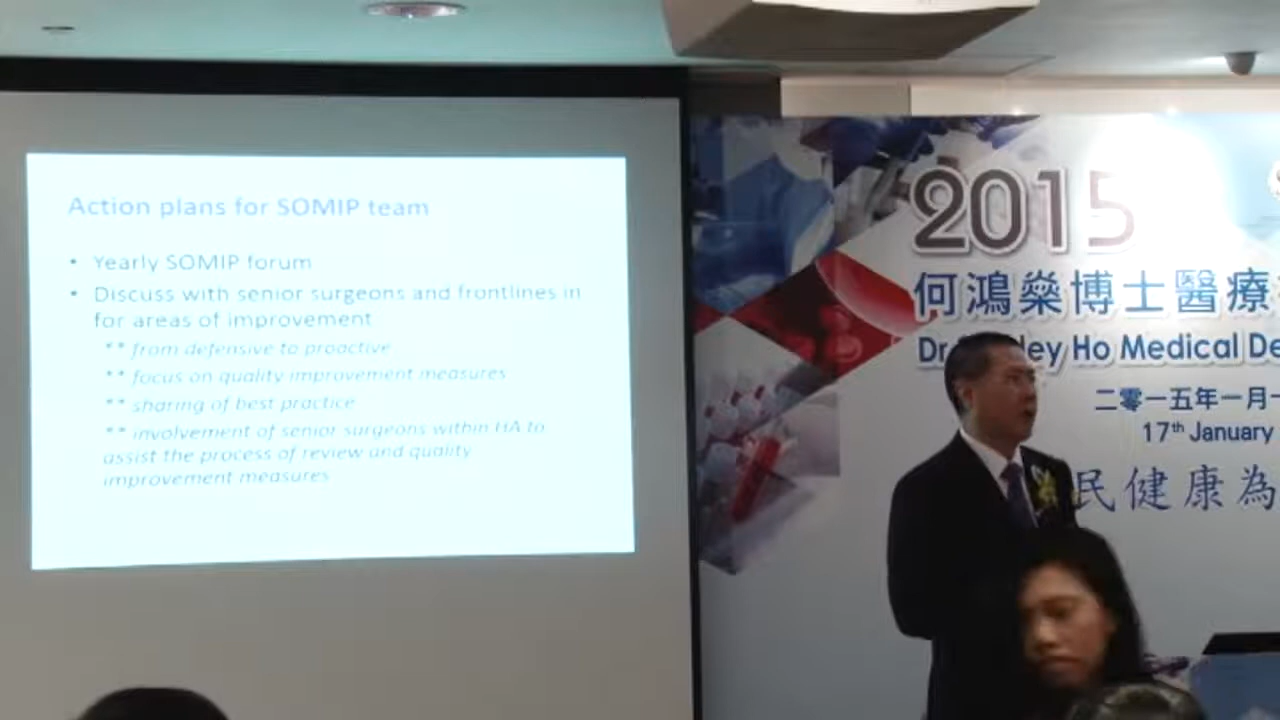 Action plans for SOMIP team
• Yearly SOMIP forum
• Discuss with senior surgeons and frontlines in
for areas of improvement
** from defensive to proactive
** focus on quality improvement measures
** sharing of best practice
** involvement of senior surgeons within HA to
assist the process of review and quality
improvement measures
2015
何鴻燊博士醫療
Dr Ho Medical De
二零一五年一月
17th January
民健康為